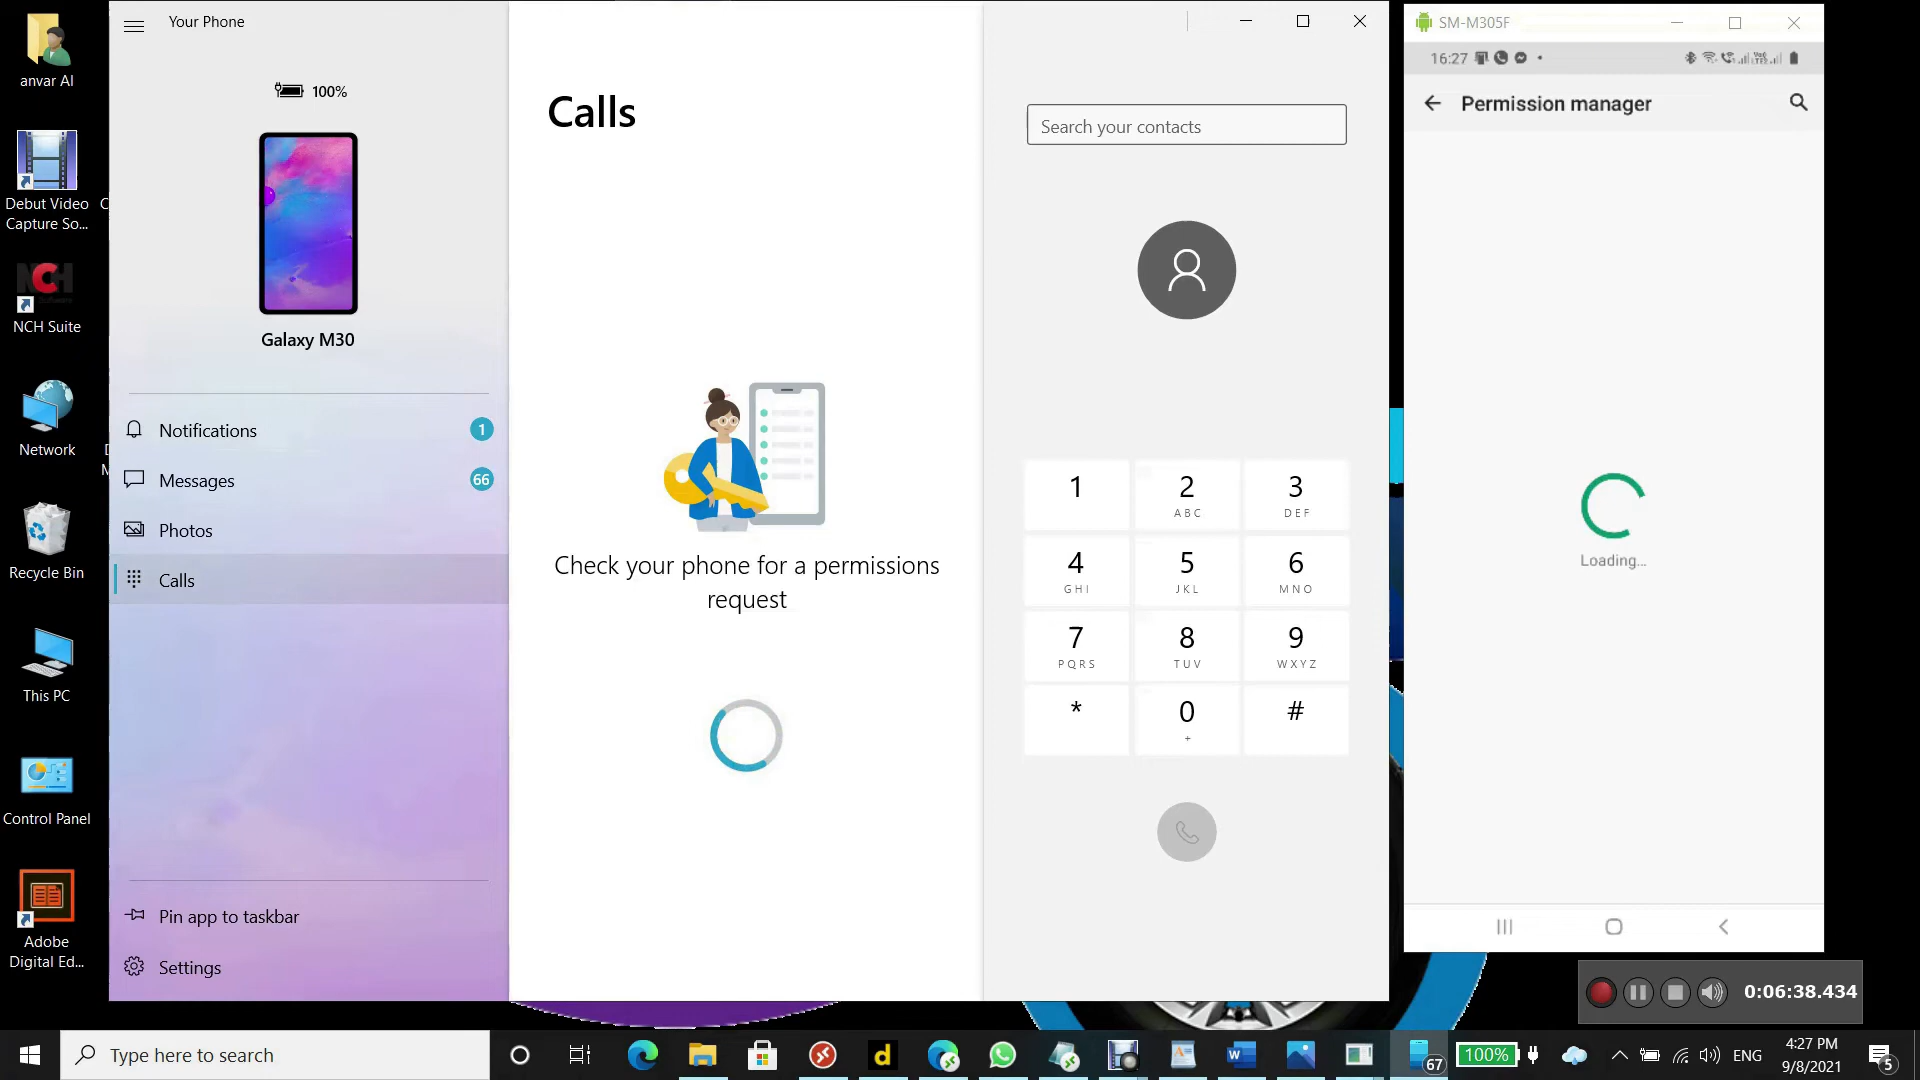 anvar Al
Debut Video
Capture So...
C
NCH Suite
Network
Recycle Bin
This PC
Control Panel
Adobe
Digital Ed...
Your Phone
100%
Galaxy M30
Notifications
1
Messages
66
Photos
Calls
Pin app to taskbar
Settings
Calls
Check your phone for a permissions
request
Search your contacts
1
2
ABC
3
DEF
4
GHI
5
JKL
6
MNO
7
PQRS
8
TUV
9
WXYZ
*
0
+
#
SM-M305F
16:27
Permission manager
Loading...
0:06:38.434
Type here to search
67
100%
ENG
4:27 PM
9/8/2021
5